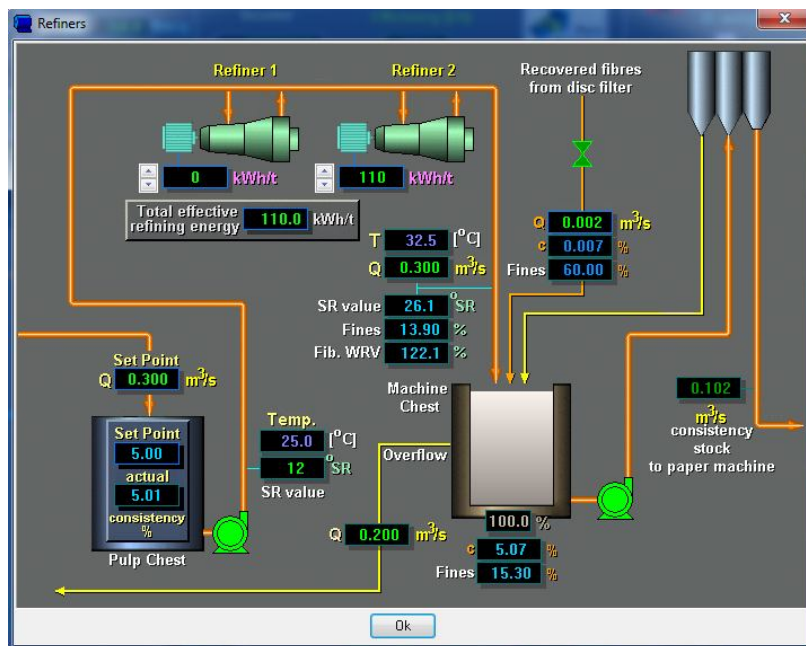 Refiners
Refiner 1
Refiner 2
Recovered fibres
from disc filter
0 kWh/t
110 kWh/t
Total effective
refining energy
110.0 kWh/t
T 32.5 [°C]
Q 0.300 m³/s
Q 0.002 m³/s
c 0.007 %
Fines 60.00 %
SR value 26.1 °SR
Fines 13.90 %
Fib. WRV 122.1 %
Set Point
Q 0.300 m³/s
Set Point
5.00
actual
5.01
consistency
%
Pulp Chest
Temp.
25.0 [°C]
12 °SR
SR value
Machine
Chest
Overflow
Q 0.200 m³/s
100.0 %
c 5.07 %
Fines 15.30 %
0.102
m³/s
consistency
stock
to paper machine
Ok